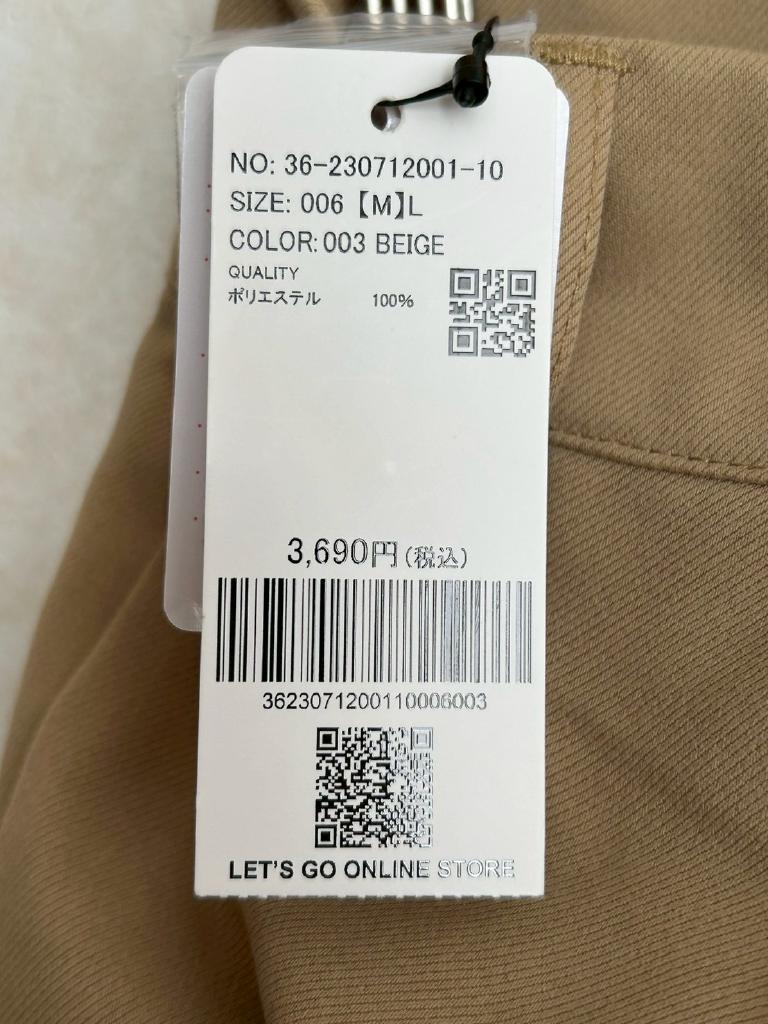 NO: 36-230712001-10
SIZE: 006 【M】L
COLOR: 003 BEIGE
QUALITY
ポリエステル 100%
3,690円(税込)
3623071200110006003
LET'S GO ONLINE STORE